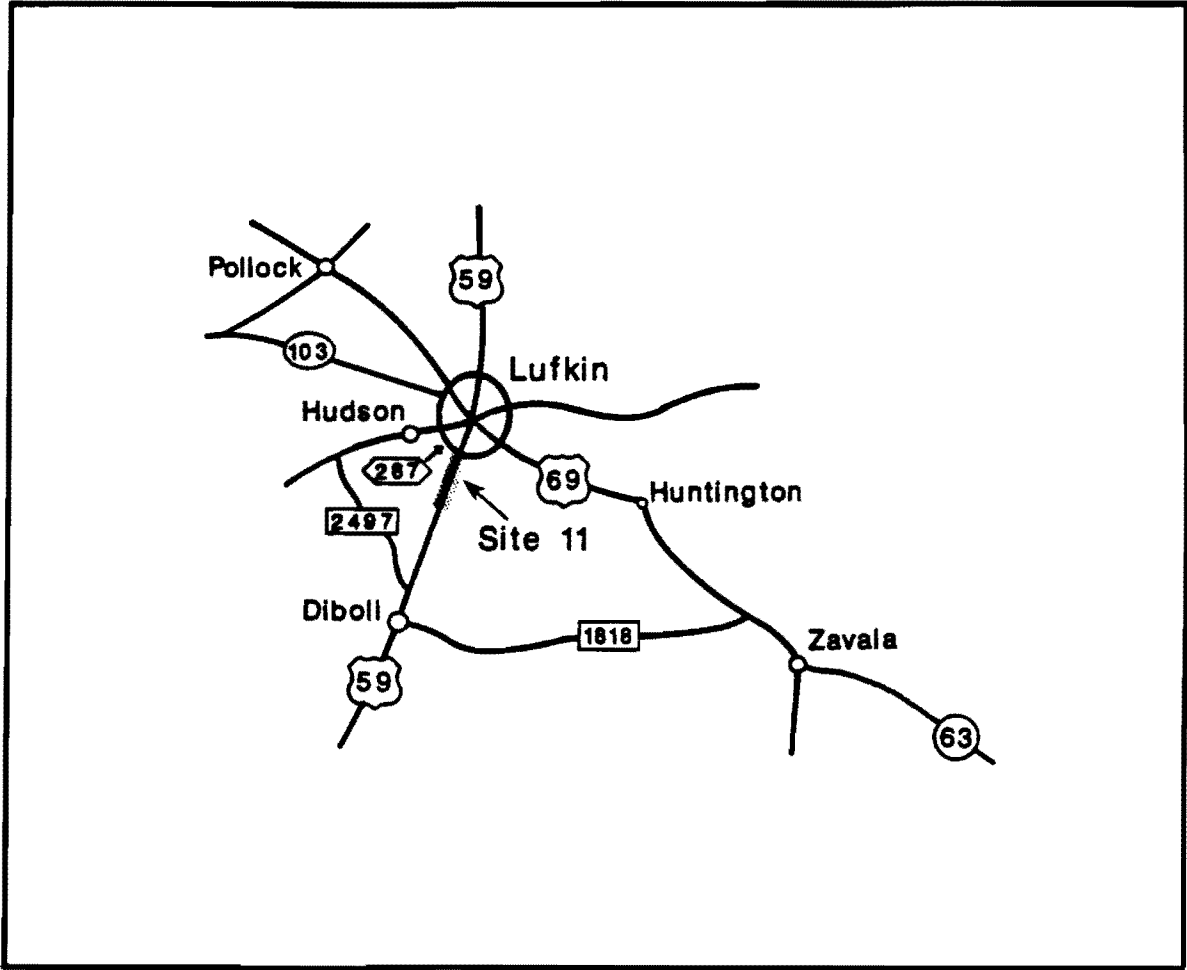 Pollock
59
103
Lufkin
Hudson
287
69
Huntington
2497
Site 11
Diboll
1818
Zavala
59
63